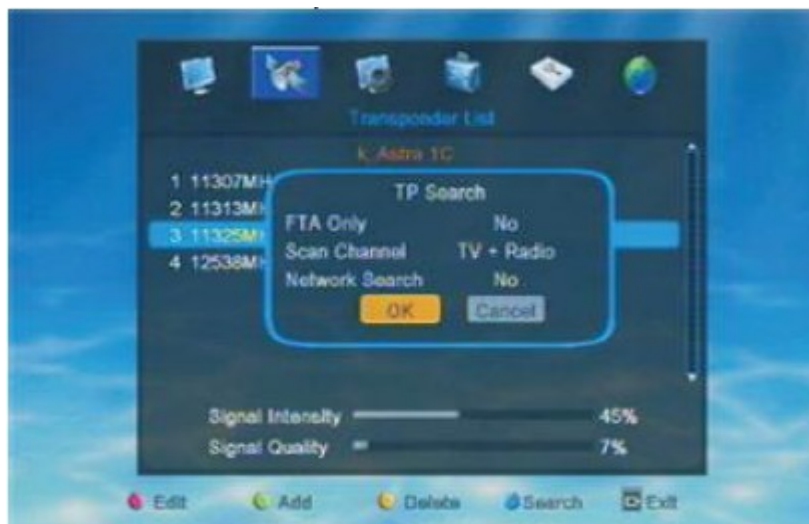 Transponder List
k, Astra 1C
1 11307MH
2 11313MH
3 11325MH
4 12538MH
TP Search
FTA Only No
Scan Channel TV + Radio
Network Search No
OK Cancel
Signal Intensity 45%
Signal Quality 7%
Edit Add Delete Search Exit